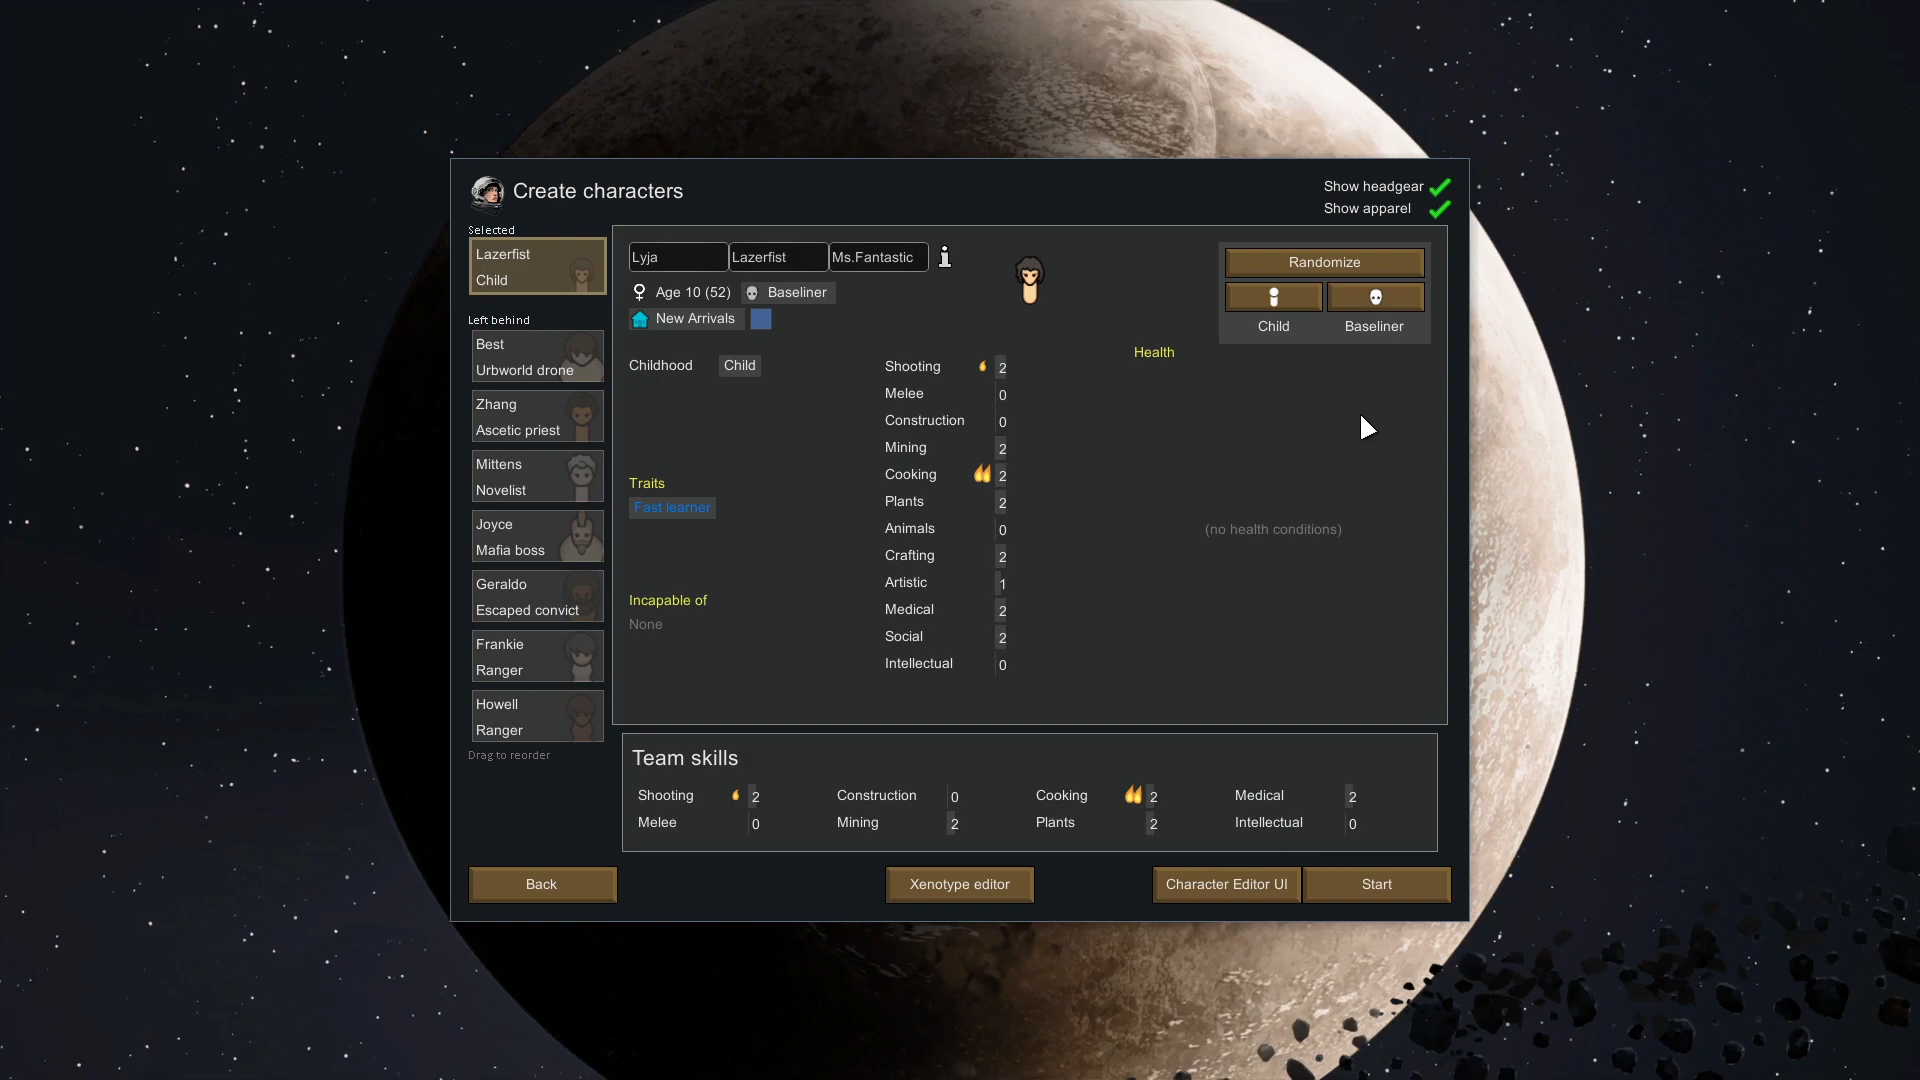 Create characters
Show headgear
Show apparel
Selected
Lazerfist
Child
Left behind
Best
Urbworld drone
Zhang
Ascetic priest
Mittens
Novelist
Joyce
Mafia boss
Geraldo
Escaped convict
Frankie
Ranger
Howell
Ranger
Drag to reorder
Lyja Lazerfist Ms.Fantastic
Age 10 (52) Baseliner
New Arrivals
Childhood Child
Traits
Fast learner
Incapable of
None
Shooting 2
Melee 0
Construction 0
Mining 2
Cooking 2
Plants 2
Animals 0
Crafting 2
Artistic 1
Medical 2
Social 2
Intellectual 0
Randomize
Child Baseliner
Health
(no health conditions)
Team skills
Shooting 2 Construction 0 Cooking 2 Medical 2
Melee 0 Mining 2 Plants 2 Intellectual 0
Back Xenotype editor Character Editor UI Start